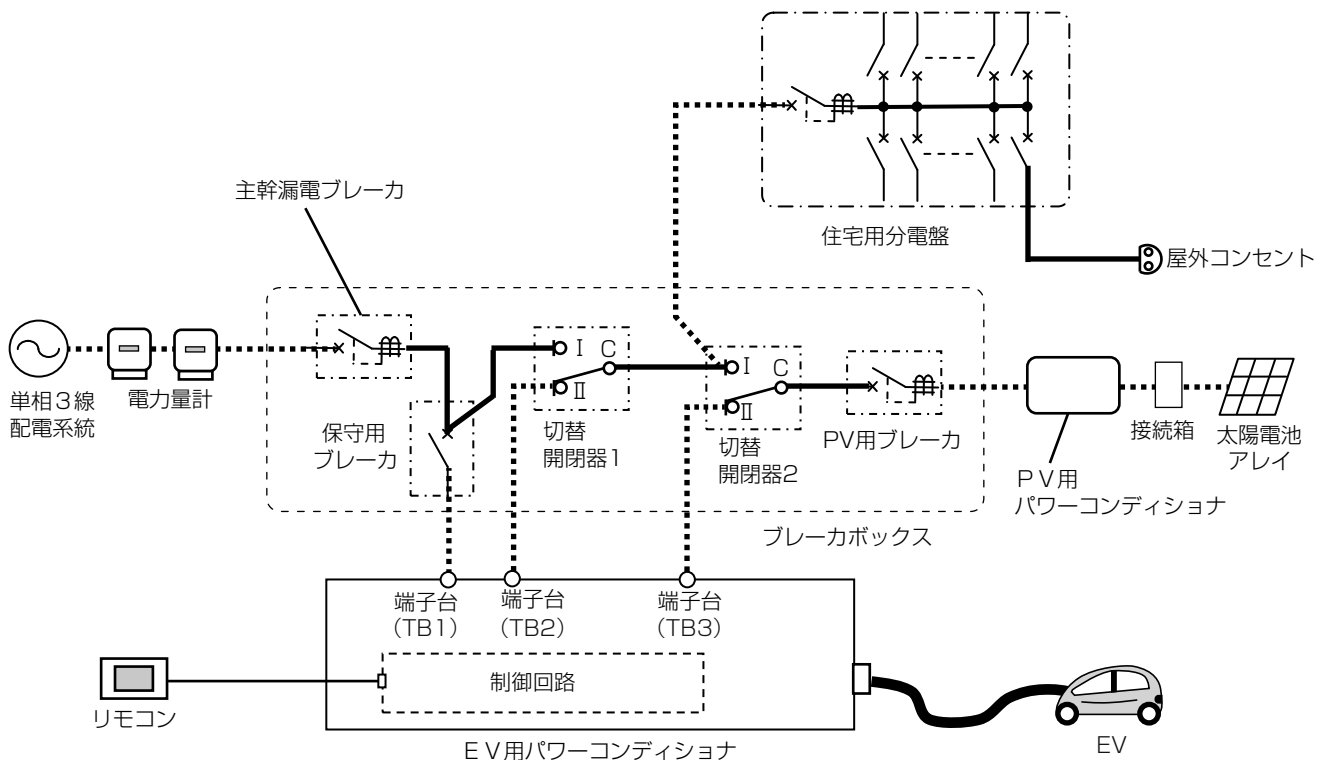 主幹漏電ブレーカ
住宅用分電盤
屋外コンセント
単相3線
配電系統
電力量計
保守用
ブレーカ
Ⅰ
C
Ⅱ
切替
開閉器1
Ⅰ
C
Ⅱ
切替
開閉器2
PV用ブレーカ
接続箱
太陽電池
アレイ
PV用
パワーコンディショナ
ブレーカボックス
端子台
(TB1)
端子台
(TB2)
端子台
(TB3)
制御回路
リモコン
EV用パワーコンディショナ
EV